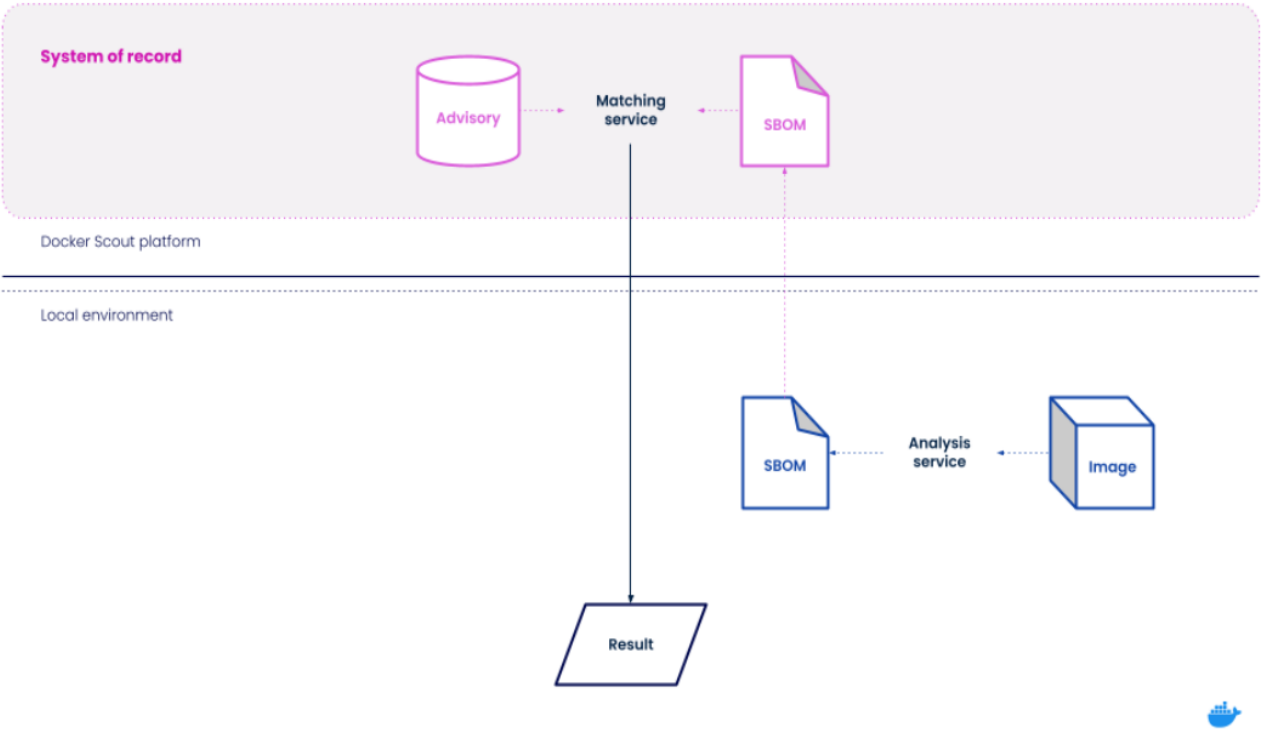 System of record
Advisory
Matching
service
SBOM
Docker Scout platform
Local environment
SBOM
Analysis
service
Image
Result